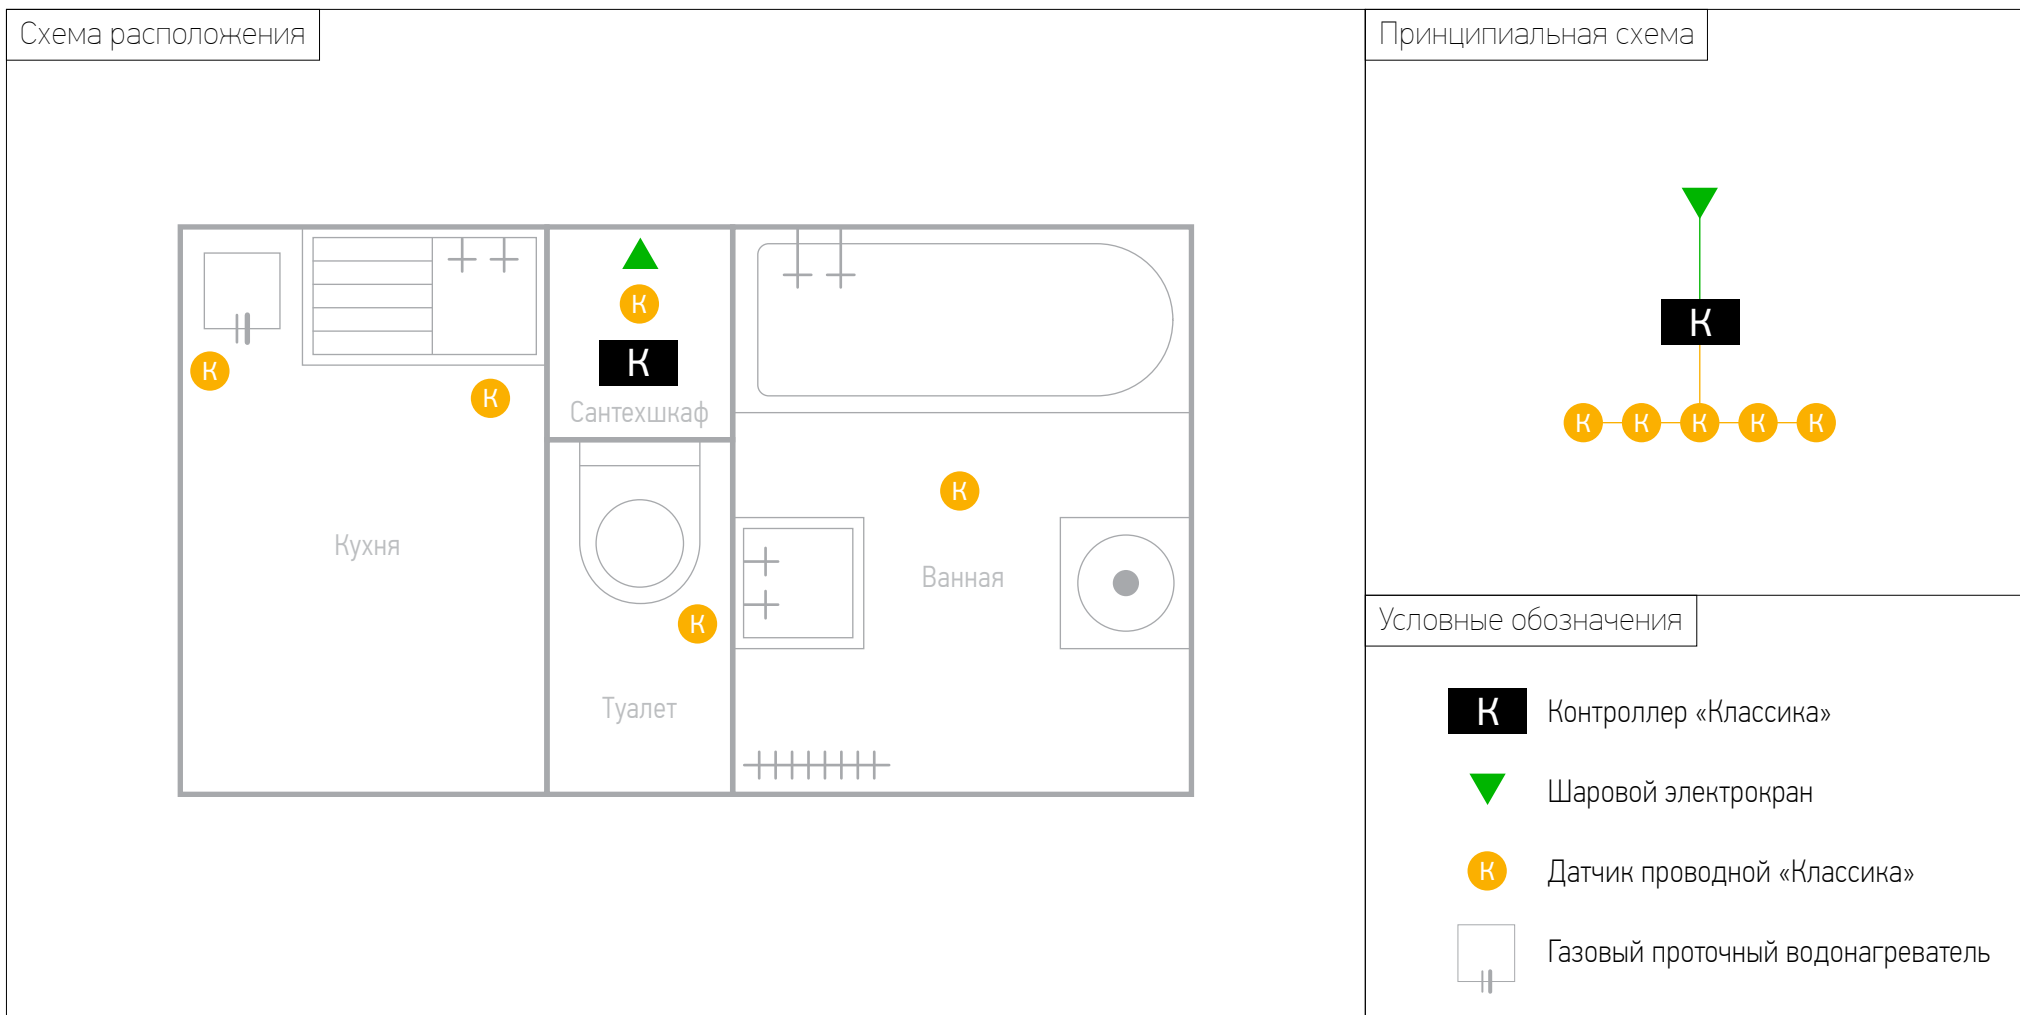 Схема расположения
Принципиальная схема
К
К
К
К
К
Сантехшкаф
К
К
К
К
К
К
К
Кухня
Ванная
К
Туалет
Условные обозначения
К Контроллер «Классика»
Шаровой электрокран
К Датчик проводной «Классика»
Газовый проточный водонагреватель